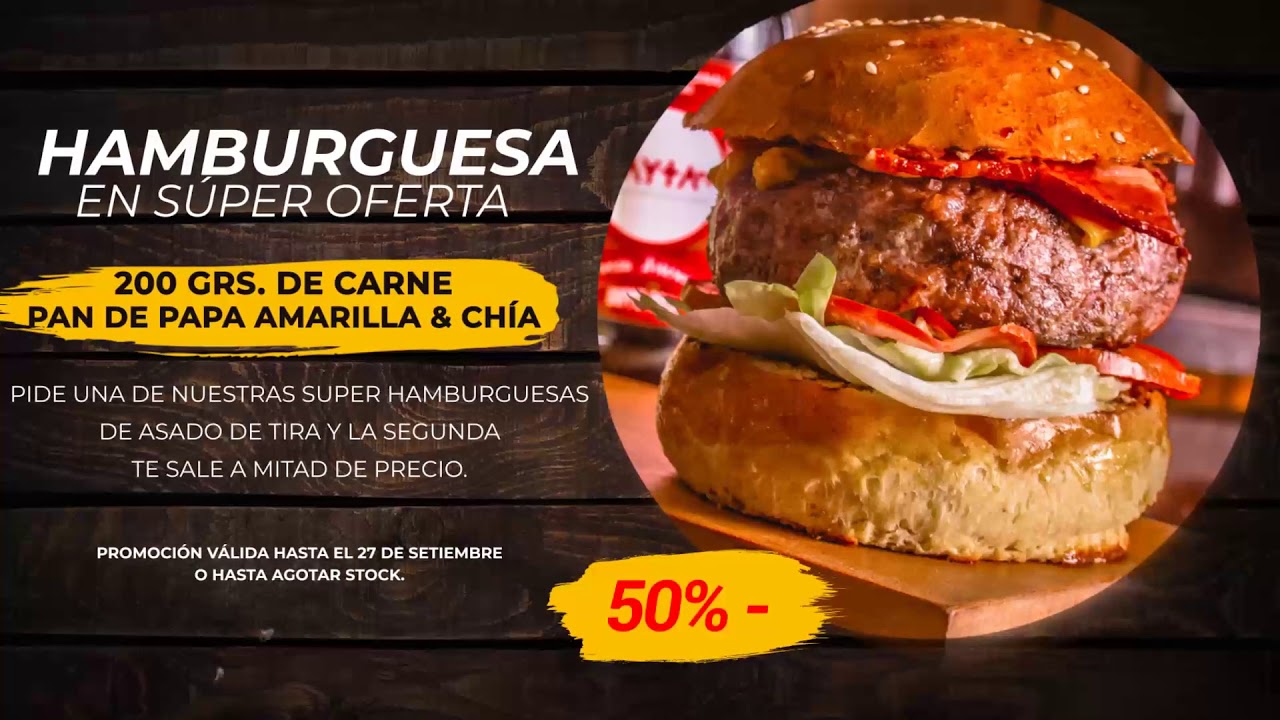 HAMBURGUESA
EN SÚPER OFERTA
200 GRS. DE CARNE
PAN DE PAPA AMARILLA & CHÍA
PIDE UNA DE NUESTRAS SUPER HAMBURGUESAS
DE ASADO DE TIRA Y LA SEGUNDA
TE SALE A MITAD DE PRECIO.
PROMOCIÓN VÁLIDA HASTA EL 27 DE SETIEMBRE
O HASTA AGOTAR STOCK.
50% -